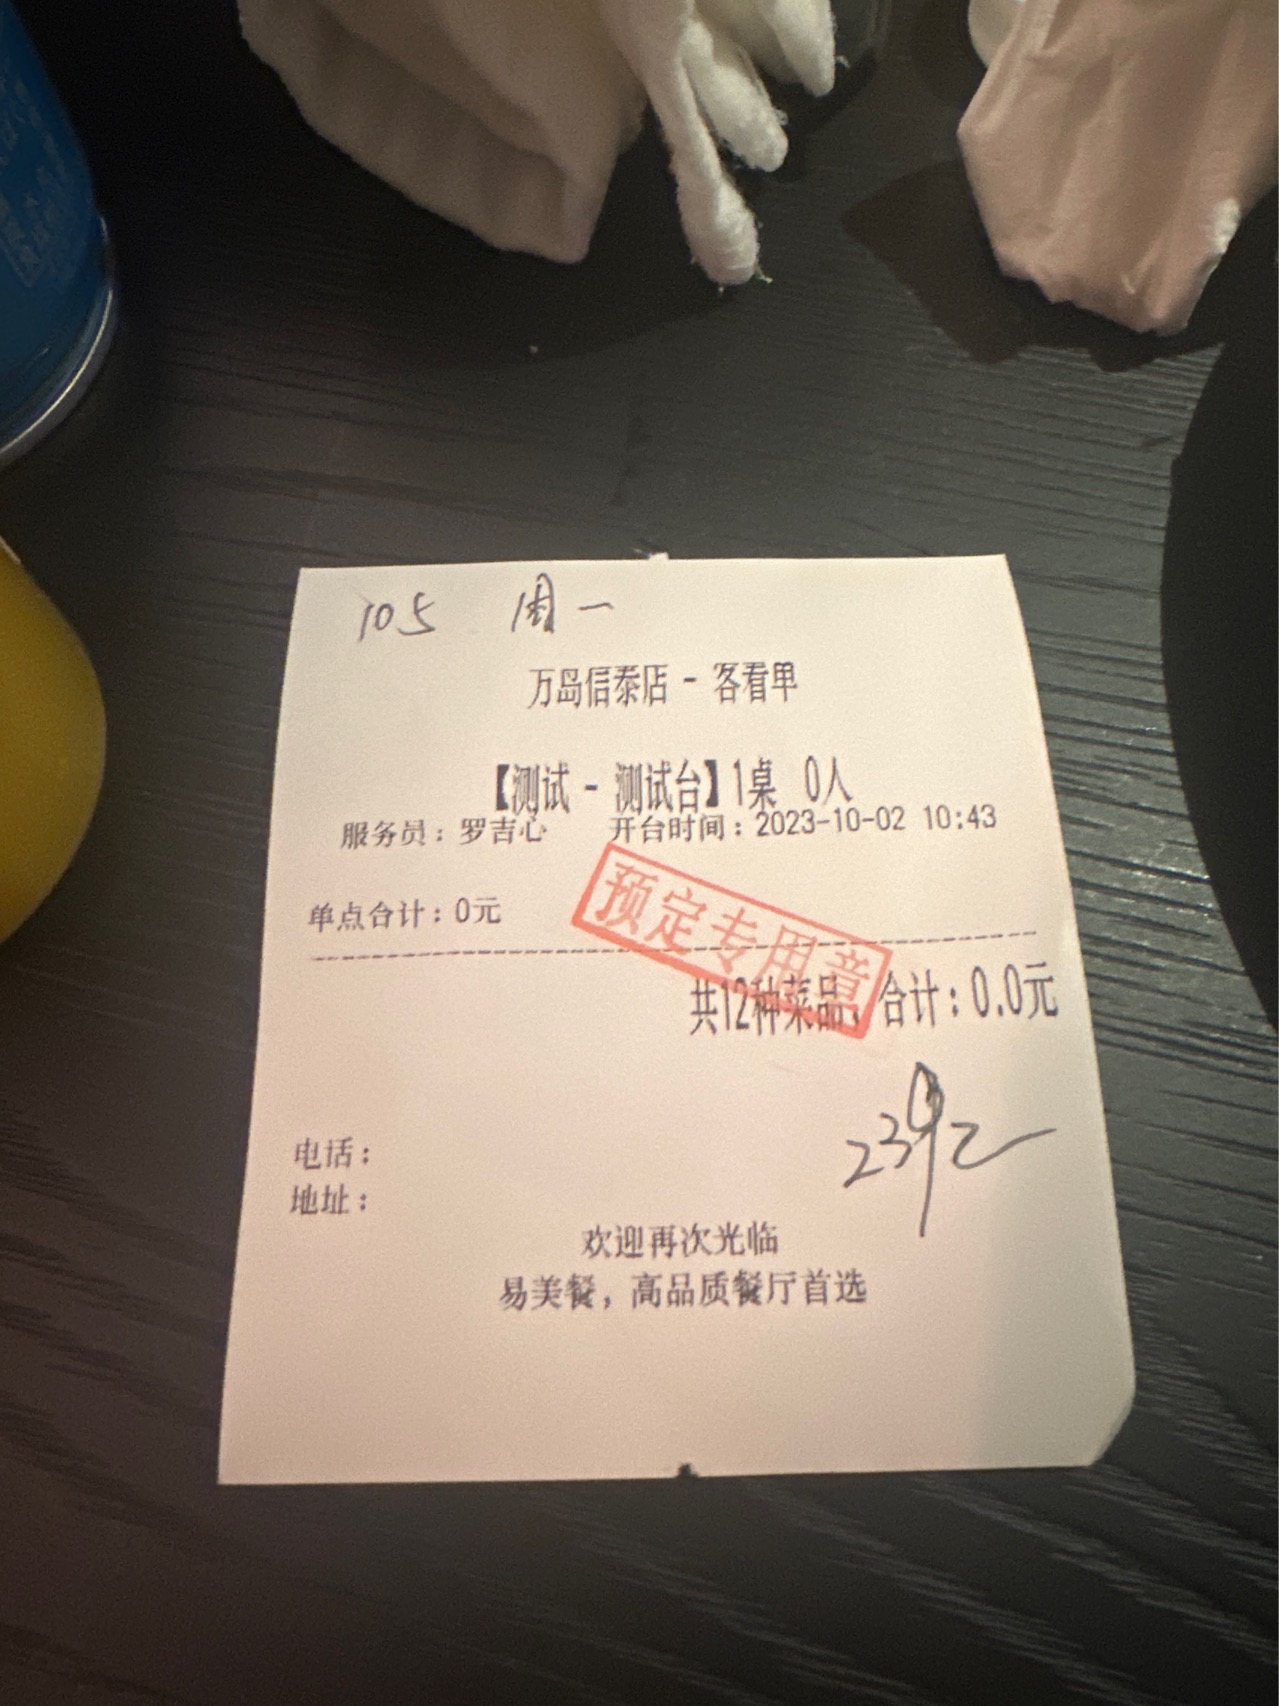 105 周一
万岛信泰店 - 客看单
【测试 - 测试台】1桌 0人
服务员：罗吉心 开台时间：2023-10-02 10:43
单点合计：0元
预定专用章
共12种菜品，合计：0.0元
电话：
地址：
欢迎再次光临
易美餐，高品质餐厅首选